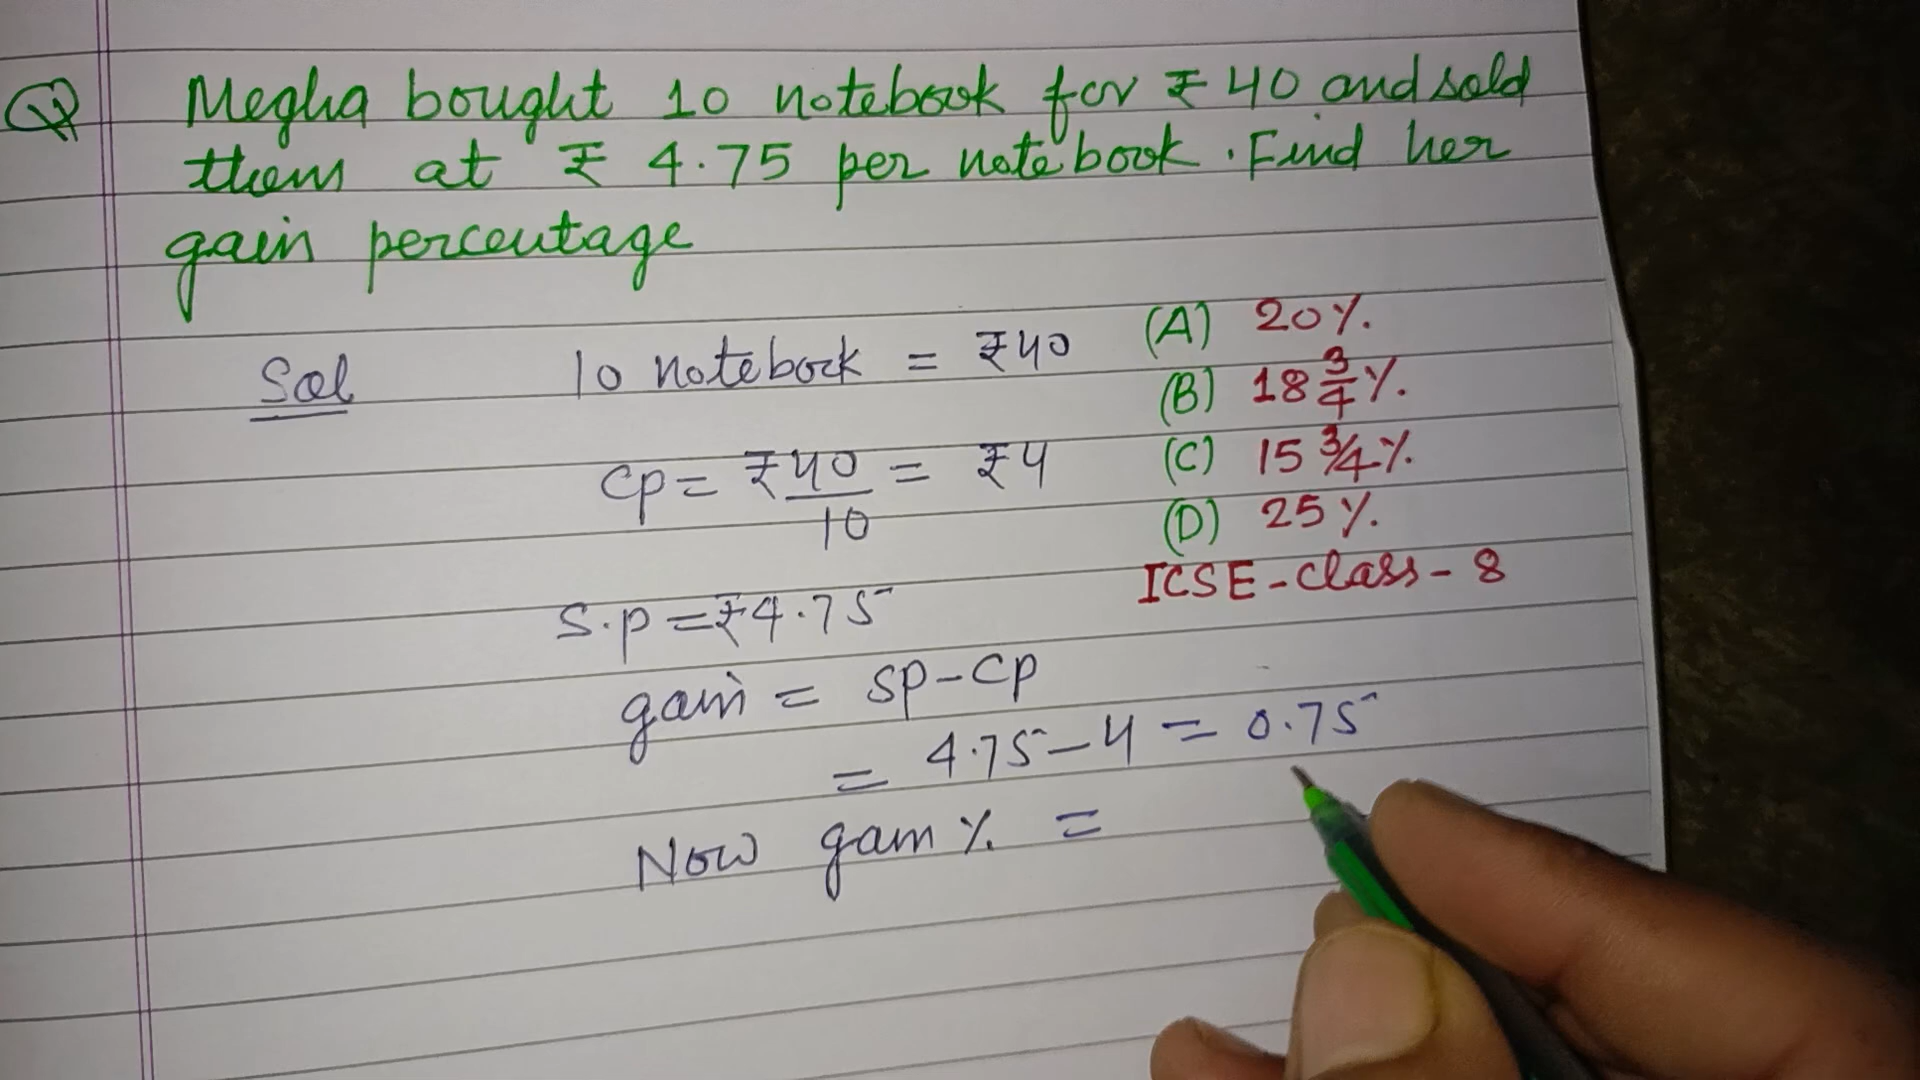 Q Megha bought 10 notebook for ₹ 40 and sold
them at ₹ 4.75 per notebook. Find her
gain percentage
Sol 10 notebook = ₹40
(A) 20%.
(B) 18 3/4 %.
CP = ₹40/10 = ₹4
(C) 15 3/4 %.
(D) 25 %.
ICSE - Class - 8
S.P = ₹4.75
gain = SP - CP
= 4.75 - 4 = 0.75
Now gain % =